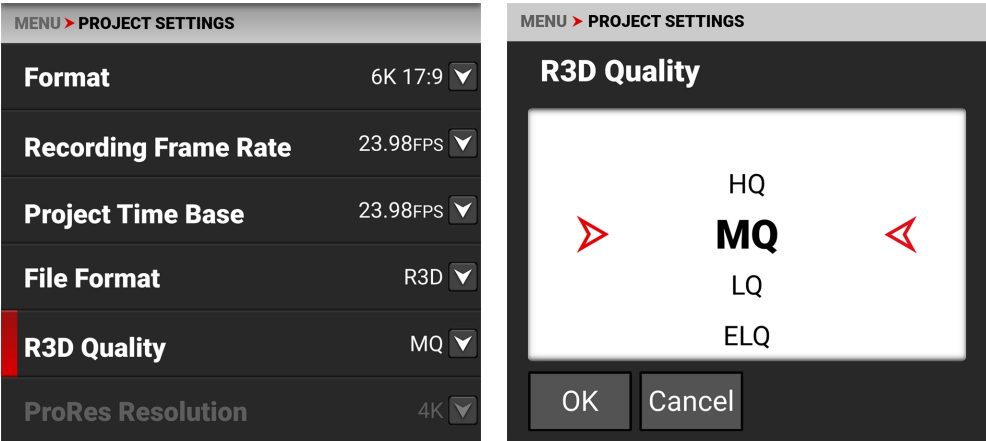 MENU PROJECT SETTINGS
Format 6K 17:9
Recording Frame Rate 23.98FPS
Project Time Base 23.98FPS
File Format R3D
R3D Quality MQ
ProRes Resolution 4K
MENU PROJECT SETTINGS
R3D Quality
HQ
MQ
LQ
ELQ
OK Cancel